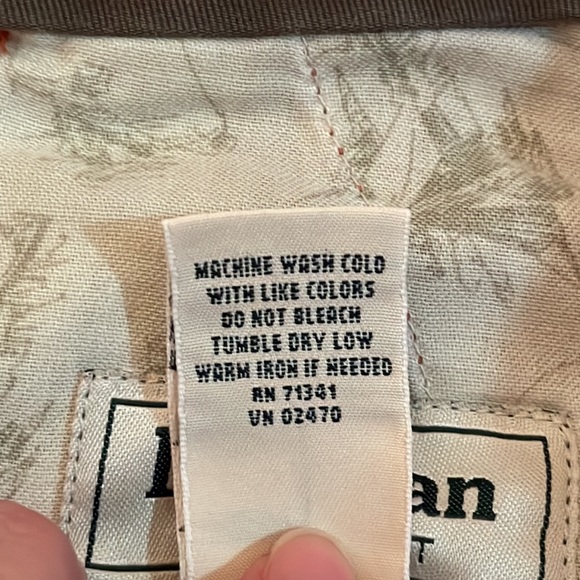 MACHINE WASH COLD
WITH LIKE COLORS
DO NOT BLEACH
TUMBLE DRY LOW
WARM IRON IF NEEDED
RN 71341
VN 02470